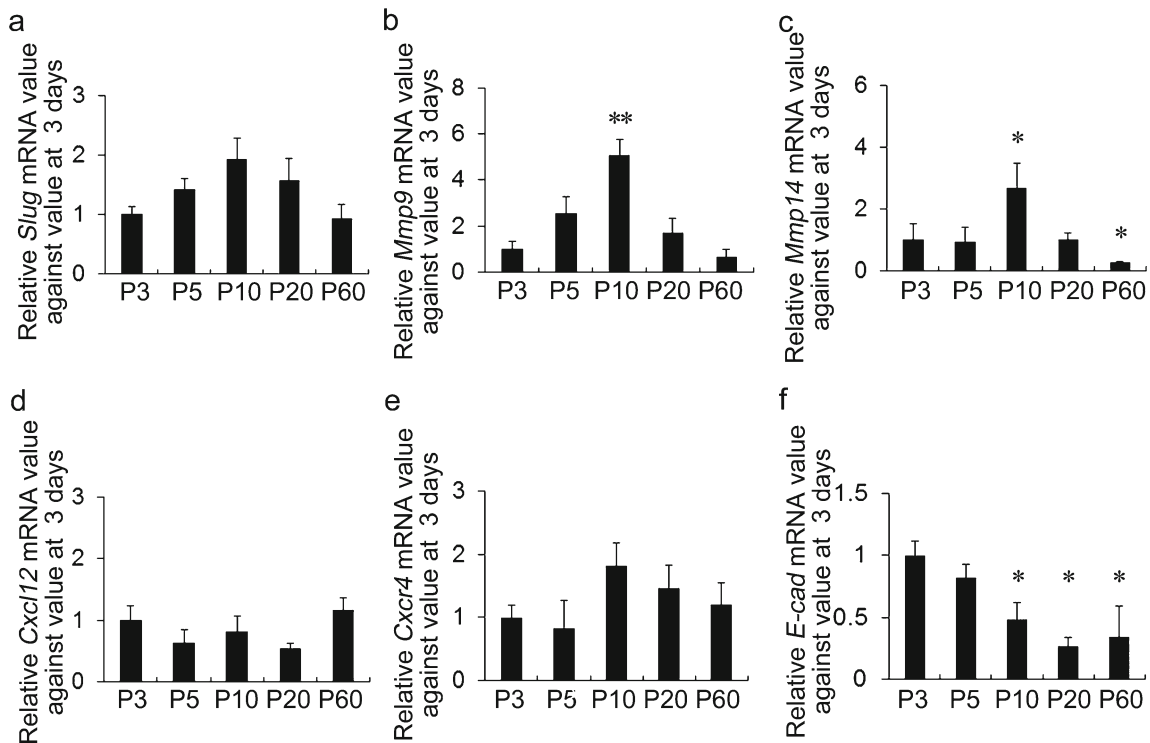 a
Relative Slug mRNA value
against value at 3 days
3
2
1
0
P3 P5 P10 P20 P60
b
Relative Mmp9 mRNA value
against value at 3 days
8
6
4
2
0
**
P3 P5 P10 P20 P60
c
Relative Mmp14 mRNA value
against value at 3 days
6
4
2
0
*
*
P3 P5 P10 P20 P60
d
Relative Cxcl12 mRNA value
against value at 3 days
3
2
1
0
P3 P5 P10 P20 P60
e
Relative Cxcr4 mRNA value
against value at 3 days
3
2
1
0
P3 P5 P10 P20 P60
f
Relative E-cad mRNA value
against value at 3 days
1.5
1
0.5
0
* * *
P3 P5 P10 P20 P60